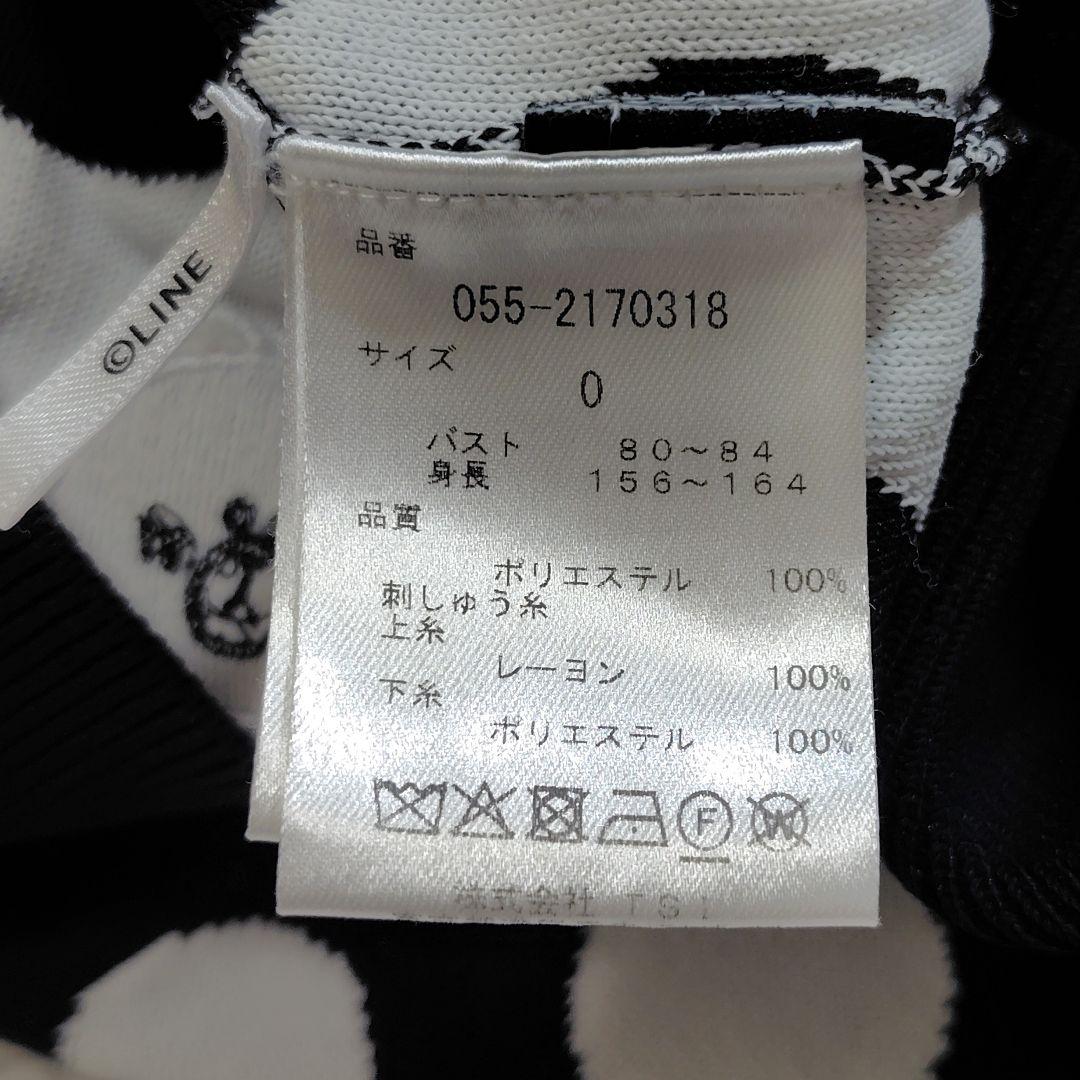 ©LINE
品番
055-2170318
サイズ
0
バスト 80～84
身長 156～164
品質
ポリエステル 100%
刺しゅう糸
上糸
レーヨン 100%
下糸
ポリエステル 100%
F
W
株式会社 TSI